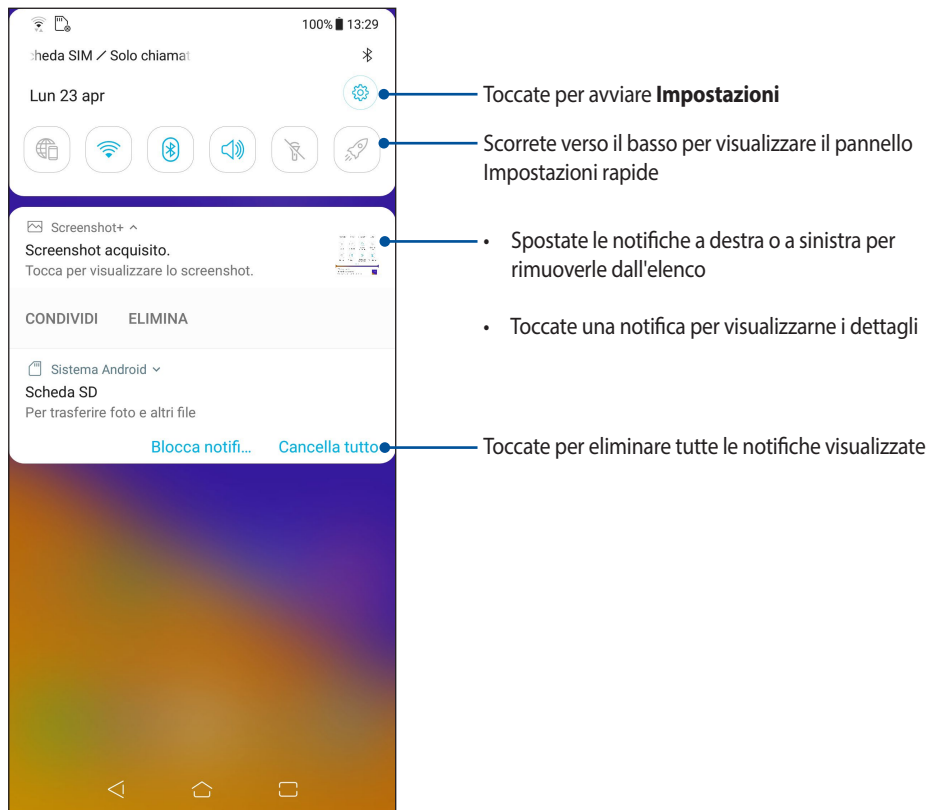 100% 13:29
heda SIM / Solo chiamat
Lun 23 apr
Toccate per avviare Impostazioni
Scorrete verso il basso per visualizzare il pannello
Impostazioni rapide
Screenshot+
Screenshot acquisito.
Tocca per visualizzare lo screenshot.
CONDIVIDI ELIMINA
• Spostate le notifiche a destra o a sinistra per
rimuoverle dall'elenco
• Toccate una notifica per visualizzarne i dettagli
Sistema Android
Scheda SD
Per trasferire foto e altri file
Blocca notifi... Cancella tutto
Toccate per eliminare tutte le notifiche visualizzate